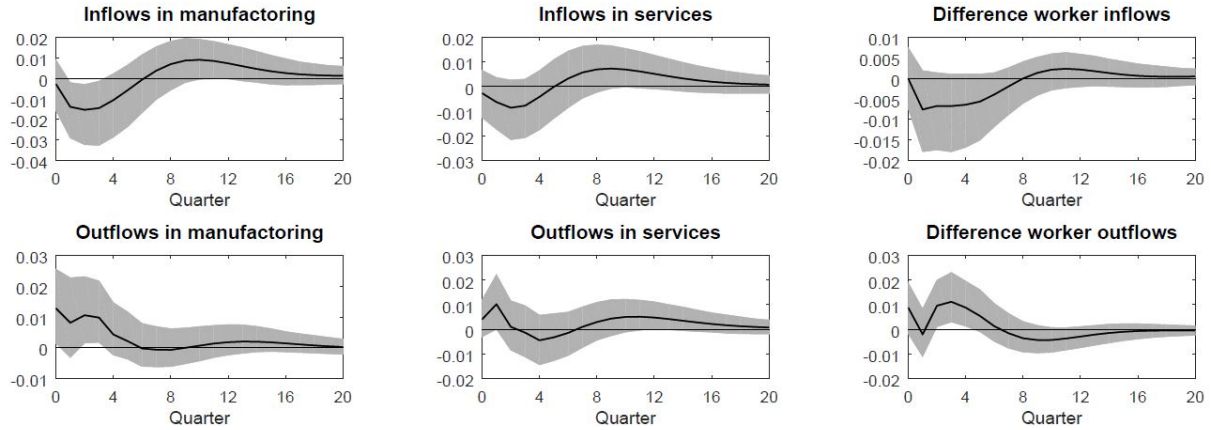 Inflows in manufactoring
0.02
0.01
0
-0.01
-0.02
-0.03
-0.04
0 4 8 12 16 20
Quarter
Inflows in services
0.02
0.01
0
-0.01
-0.02
-0.03
0 4 8 12 16 20
Quarter
Difference worker inflows
0.01
0.005
0
-0.005
-0.01
-0.015
-0.02
0 4 8 12 16 20
Quarter
Outflows in manufactoring
0.03
0.02
0.01
0
-0.01
0 4 8 12 16 20
Quarter
Outflows in services
0.03
0.02
0.01
0
-0.01
0.02
0 4 8 12 16 20
Quarter
Difference worker outflows
0.03
0.02
0.01
0
-0.01
0.02
0 4 8 12 16 20
Quarter